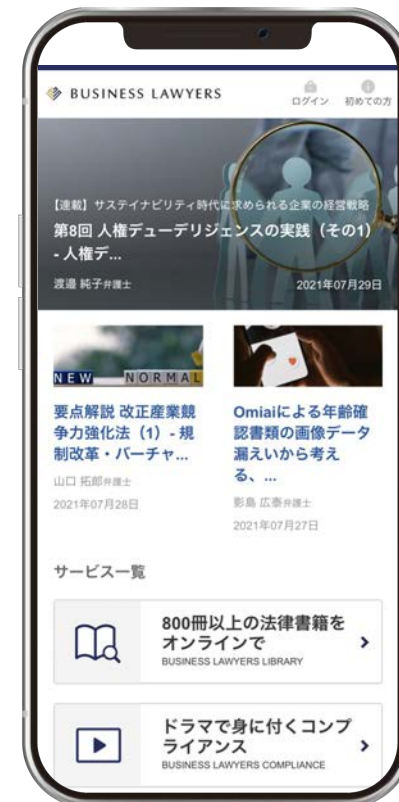 BUSINESS LAWYERS
ログイン
初めての方
【連載】サステイナビリティ時代に求められる企業の経営戦略
第8回 人権デューデリジェンスの実践（その1）
- 人権デ...
渡邉 純子弁護士
2021年07月29日
NEW NORMAL
要点解説 改正産業競
争力強化法（1）- 規
制改革・バーチャ...
山口 拓郎弁護士
2021年07月28日
Omiaiによる年齢確
認書類の画像データ
漏えいから考え
る、...
影島 広泰弁護士
2021年07月27日
サービス一覧
800冊以上の法律書籍を
オンラインで
BUSINESS LAWYERS LIBRARY
ドラマで身に付くコンプ
ライアンス
BUSINESS LAWYERS COMPLIANCE